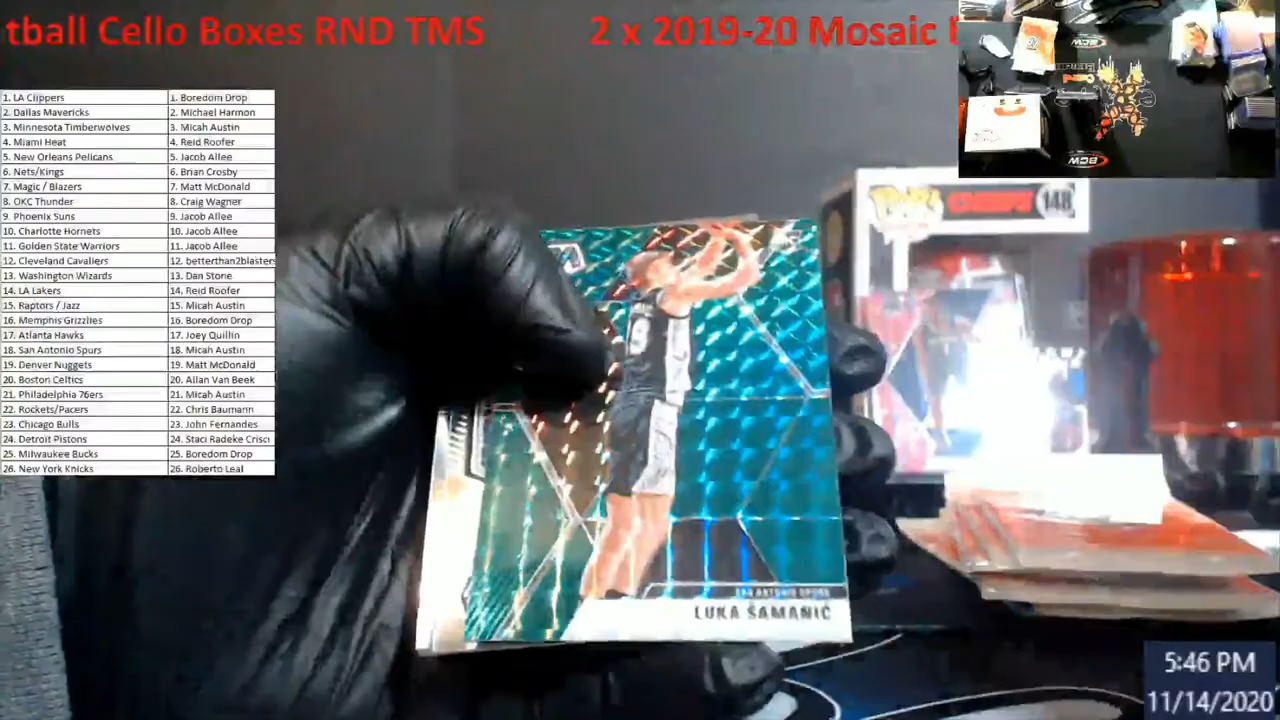 tball Cello Boxes RND TMS 2 x 2019-20 Mosaic
1. LA Clippers 1. Boredom Drop
2. Dallas Mavericks 2. Michael Harmon
3. Minnesota Timberwolves 3. Micah Austin
4. Miami Heat 4. Reid Roofer
5. New Orleans Pelicans 5. Jacob Allee
6. Nets/Kings 6. Brian Crosby
7. Magic / Blazers 7. Matt McDonald
8. OKC Thunder 8. Craig Wagner
9. Phoenix Suns 9. Jacob Allee
10. Charlotte Hornets 10. Jacob Allee
11. Golden State Warriors 11. Jacob Allee
12. Cleveland Cavaliers 12. betterthan2blasters
13. Washington Wizards 13. Dan Stone
14. LA Lakers 14. Reid Roofer
15. Raptors / Jazz 15. Micah Austin
16. Memphis Grizzlies 16. Boredom Drop
17. Atlanta Hawks 17. Joey Quillin
18. San Antonio Spurs 18. Micah Austin
19. Denver Nuggets 19. Matt McDonald
20. Boston Celtics 20. Allan Van Beek
21. Philadelphia 76ers 21. Micah Austin
22. Rockets/Pacers 22. Chris Baumann
23. Chicago Bulls 23. John Fernandes
24. Detroit Pistons 24. Staci Radeke Crisci
25. Milwaukee Bucks 25. Boredom Drop
26. New York Knicks 26. Roberto Leal
BCW
BCW
POP!
148
SAN ANTONIO SPURS
LUKA ŠAMANIĆ
5:46 PM
11/14/2020